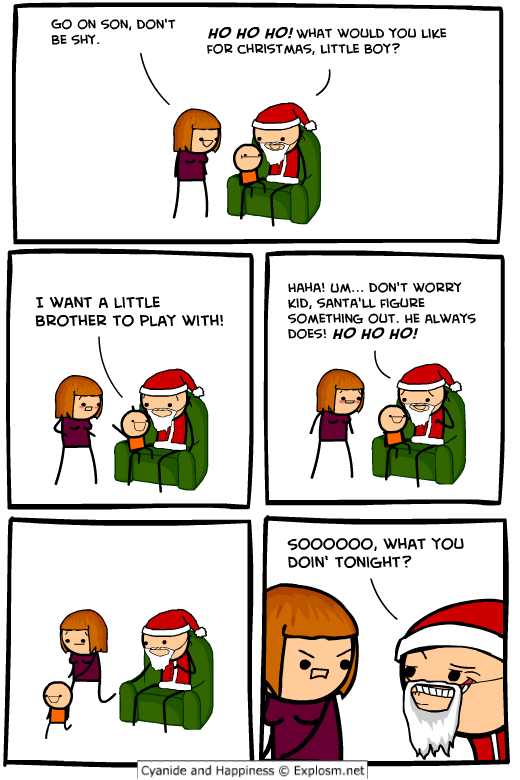 GO ON SON, DON'T
BE SHY.
HO HO HO! WHAT WOULD YOU LIKE
FOR CHRISTMAS, LITTLE BOY?
I WANT A LITTLE
BROTHER TO PLAY WITH!
HAHA! UM... DON'T WORRY
KID, SANTA'LL FIGURE
SOMETHING OUT. HE ALWAYS
DOES! HO HO HO!
SOOOOOO, WHAT YOU
DOIN' TONIGHT?
Cyanide and Happiness © Explosm.net